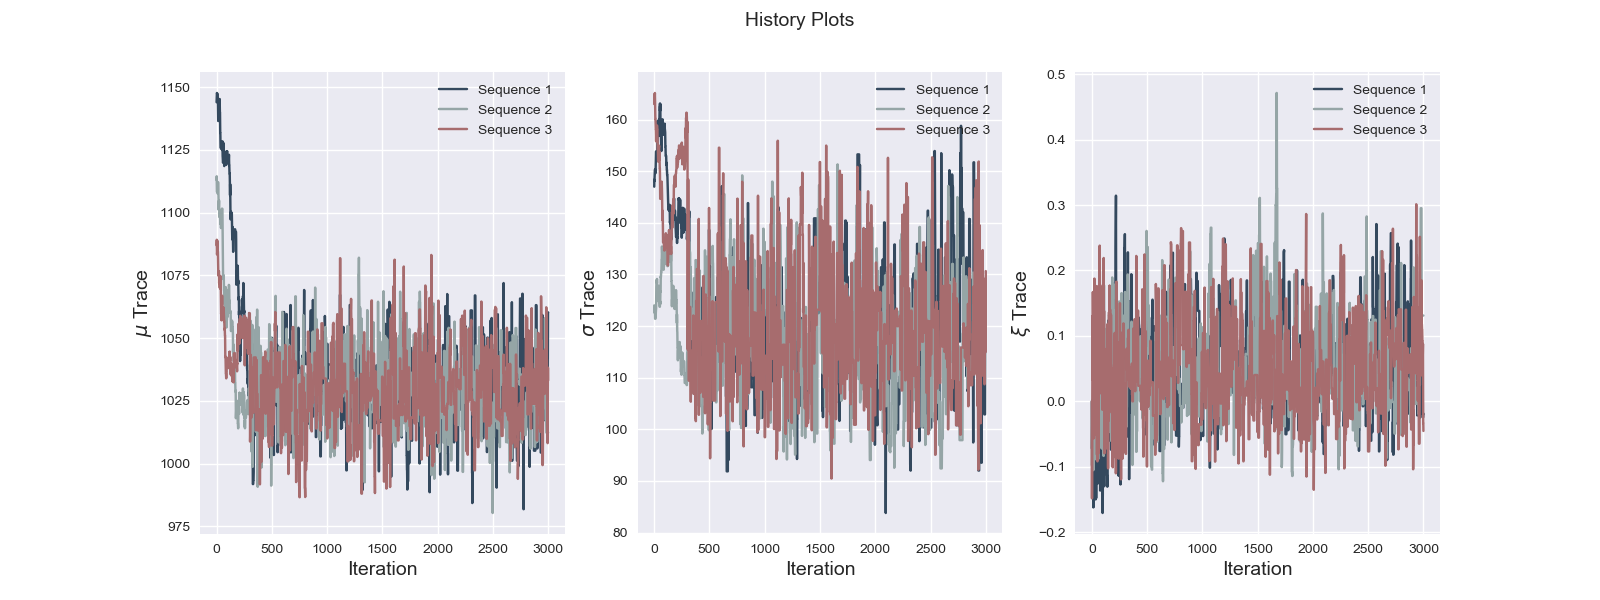 History Plots
μ Trace
1150
1125
1100
1075
1050
1025
1000
975
0 500 1000 1500 2000 2500 3000
Iteration
Sequence 1
Sequence 2
Sequence 3
σ Trace
160
150
140
130
120
110
100
90
80
0 500 1000 1500 2000 2500 3000
Iteration
Sequence 1
Sequence 2
Sequence 3
ξ Trace
0.5
0.4
0.3
0.2
0.1
0.0
−0.1
−0.2
0 500 1000 1500 2000 2500 3000
Iteration
Sequence 1
Sequence 2
Sequence 3